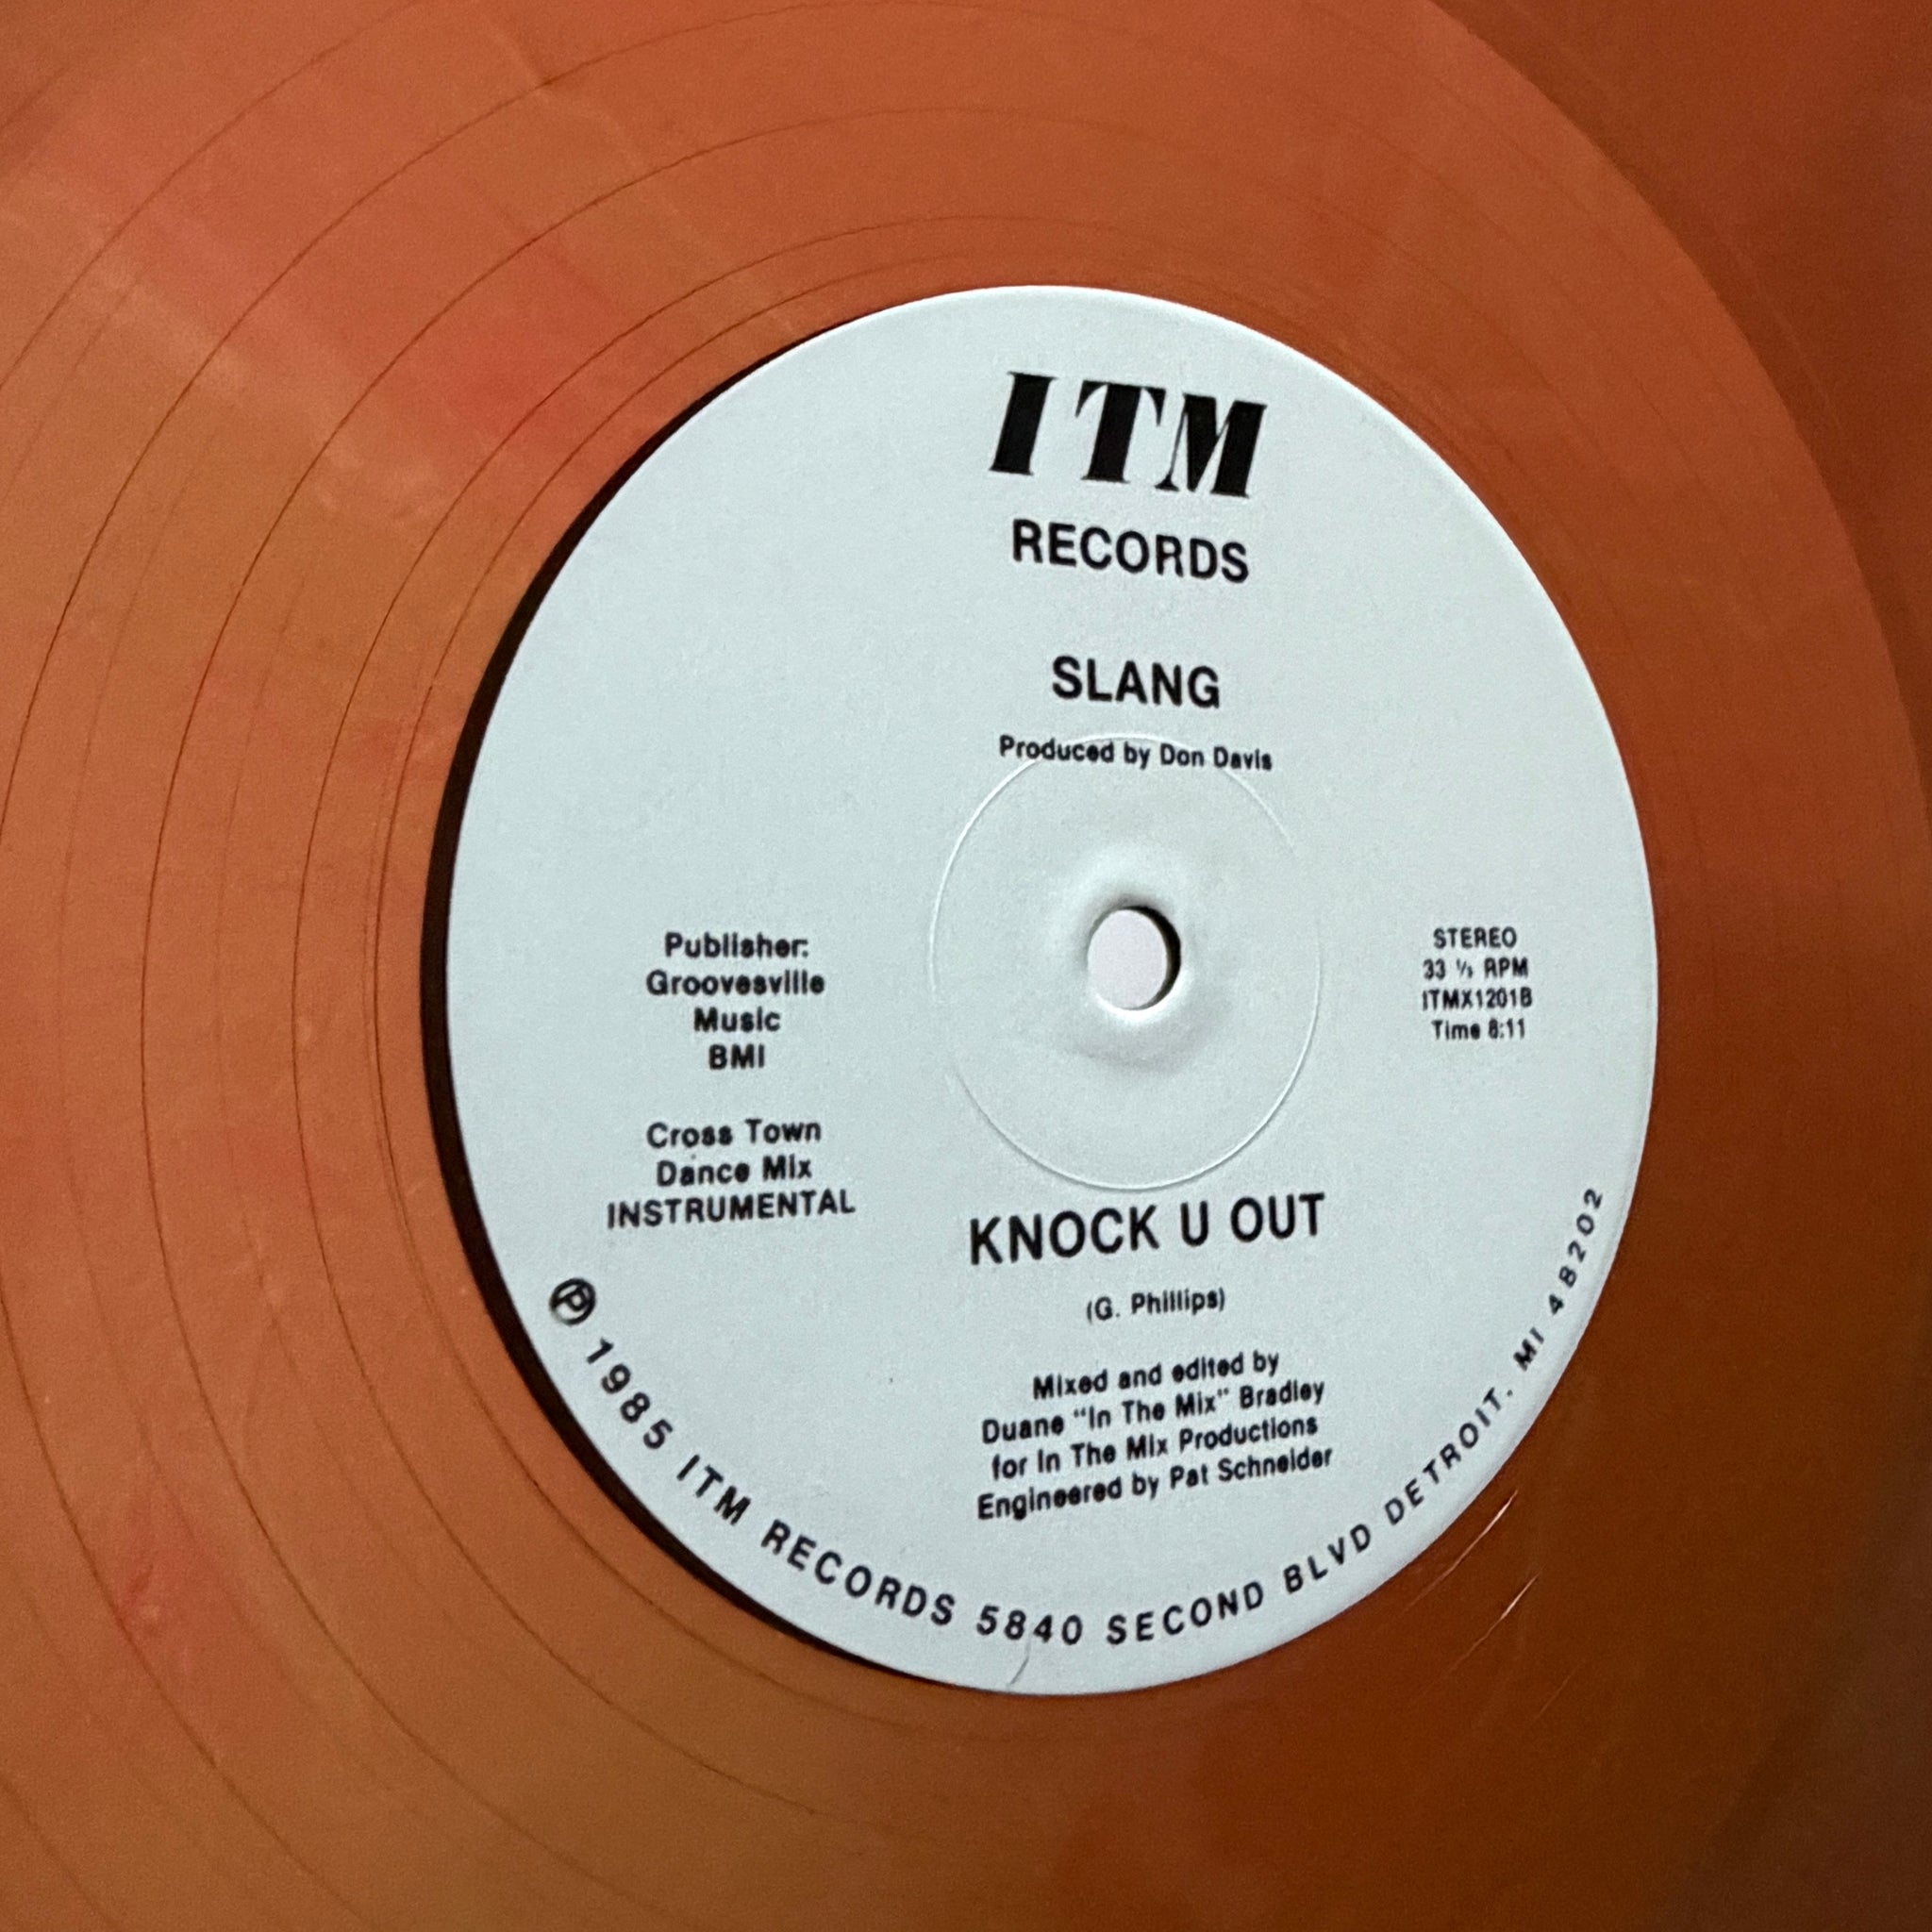 ITM
RECORDS
SLANG
Produced by Don Davis
Publisher:
Groovesville
Music
BMI
Cross Town
Dance Mix
INSTRUMENTAL
STEREO
33 ⅓ RPM
ITMX1201B
Time 8:11
KNOCK U OUT
(G. Phillips)
Mixed and edited by
Duane "In The Mix" Bradley
for In The Mix Productions
Engineered by Pat Schneider
℗ 1985 ITM RECORDS 5840 SECOND BLVD DETROIT, MI 48202